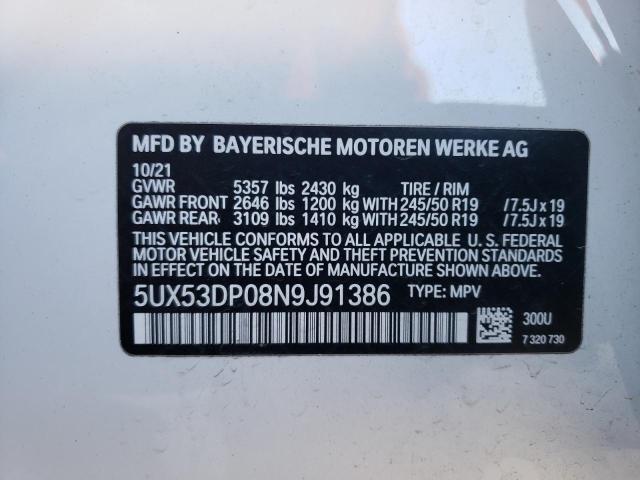 MFD BY BAYERISCHE MOTOREN WERKE AG
10/21
GVWR 5357 lbs 2430 kg TIRE / RIM
GAWR FRONT 2646 lbs 1200 kg WITH 245/50 R19 /7.5J x 19
GAWR REAR 3109 lbs 1410 kg WITH 245/50 R19 /7.5J x 19
THIS VEHICLE CONFORMS TO ALL APPLICABLE U. S. FEDERAL
MOTOR VEHICLE SAFETY AND THEFT PREVENTION
STANDARDS IN EFFECT ON THE DATE OF MANUFACTURE SHOWN ABOVE.
5UX53DP08N9J91386 TYPE: MPV
300U
7 320 730